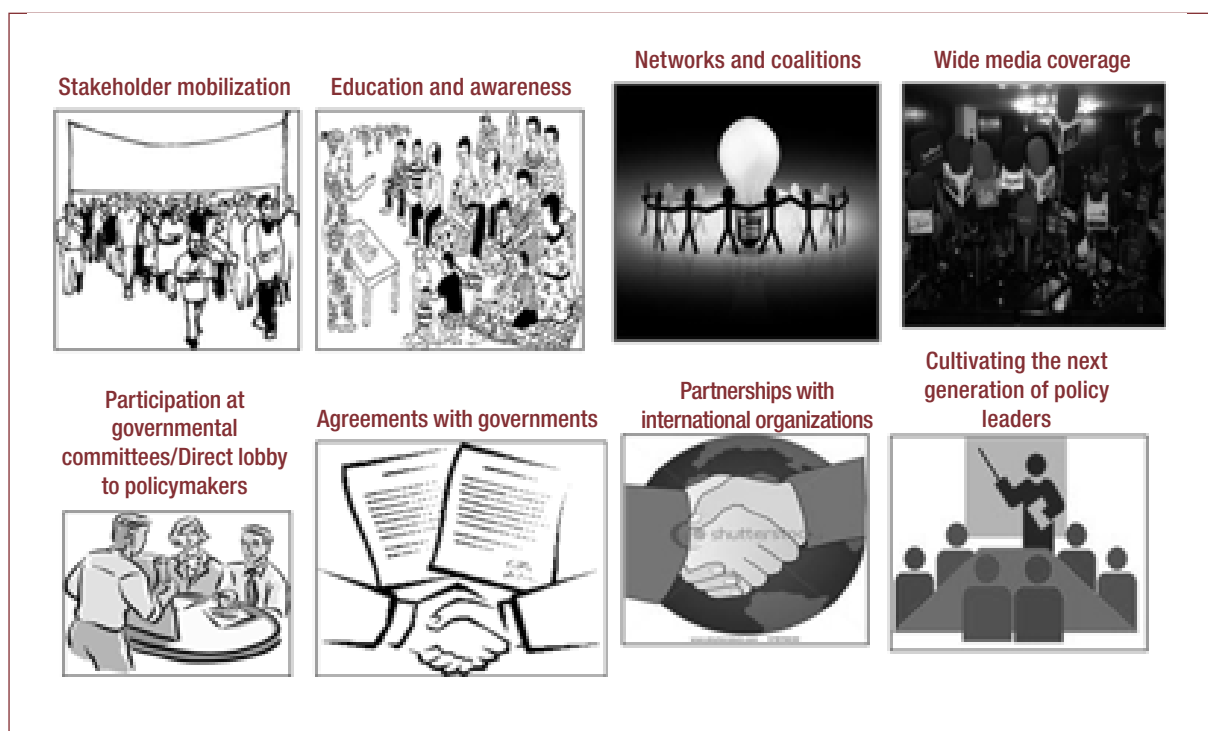 Stakeholder mobilization
Education and awareness
Networks and coalitions
Wide media coverage
Participation at
governmental
committees/Direct lobby
to policymakers
Agreements with governments
Partnerships with
international organizations
shutterstock
Cultivating the next
generation of policy
leaders